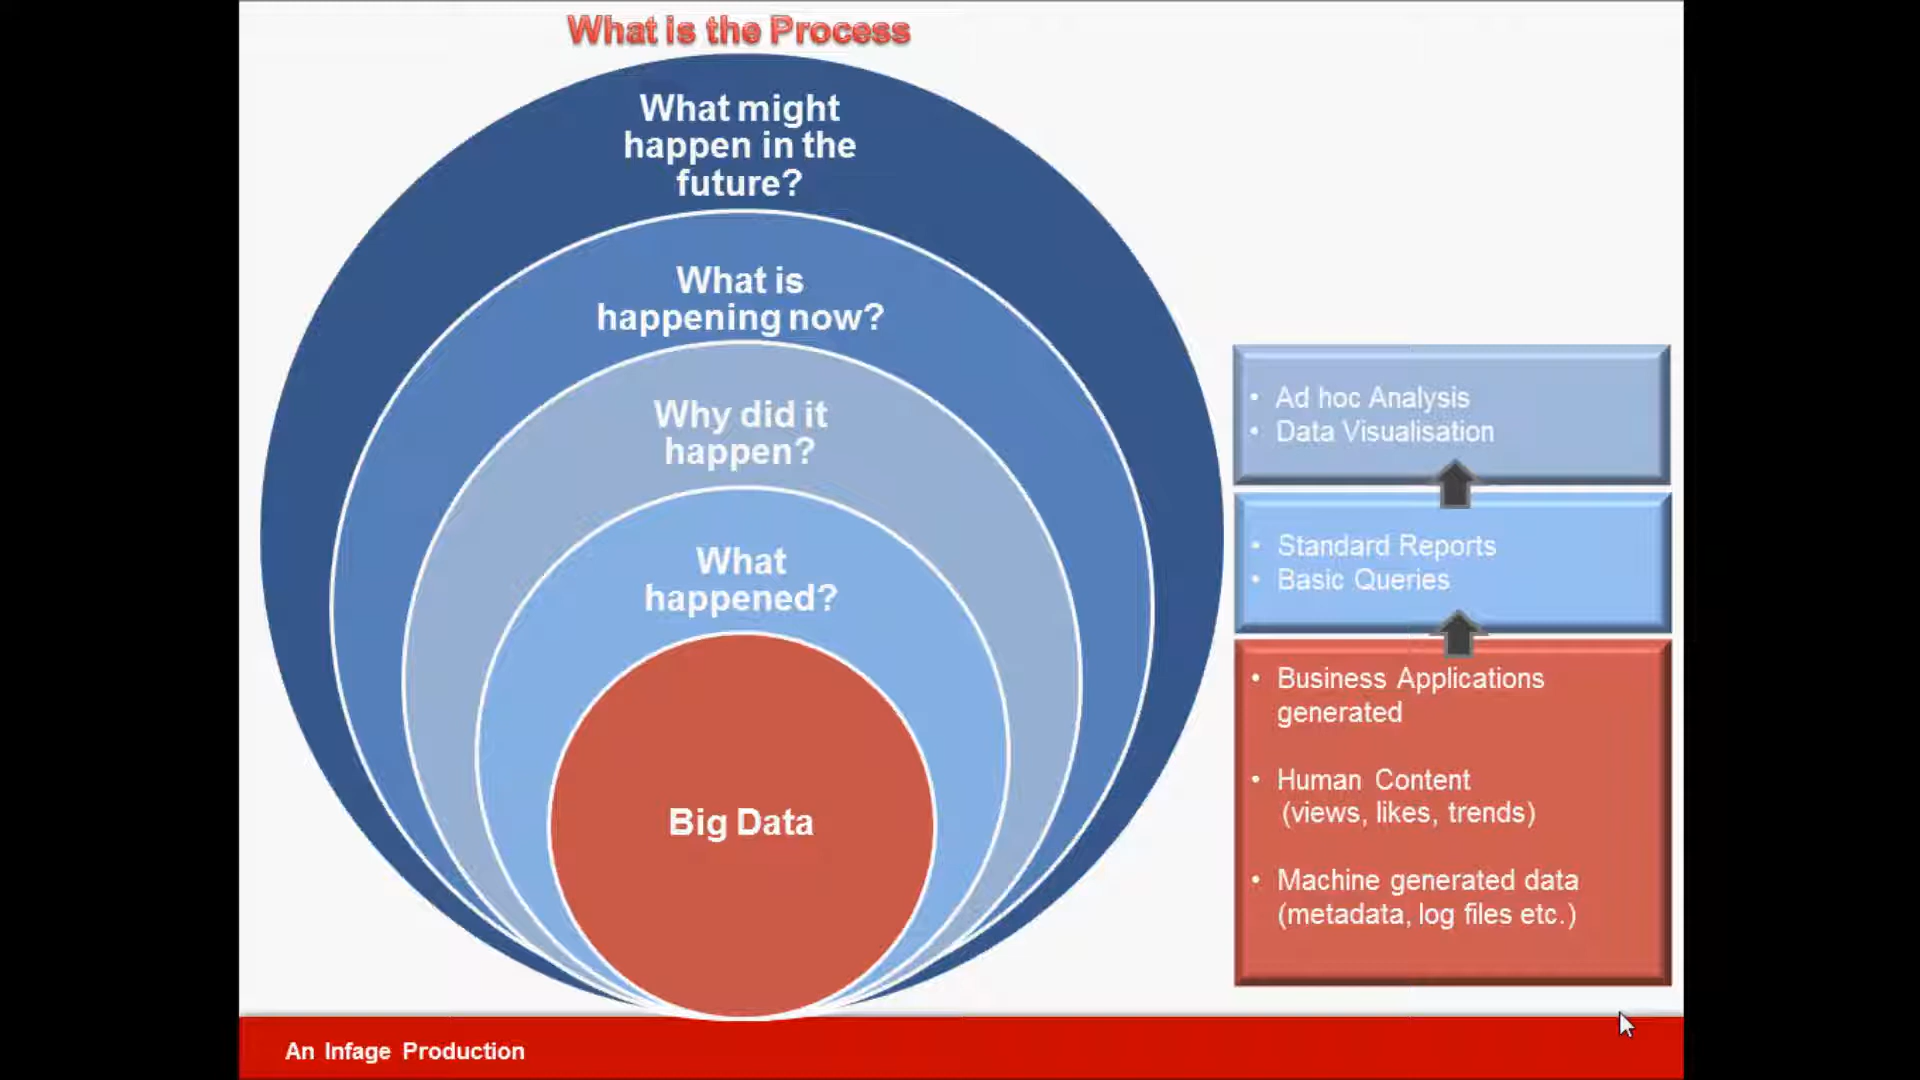 What is the Process
What might
happen in the
future?
What is
happening now?
Why did it
happen?
What
happened?
Big Data
• Ad hoc Analysis
• Data Visualisation
• Standard Reports
• Basic Queries
• Business Applications
generated
• Human Content
(views, likes, trends)
• Machine generated data
(metadata, log files etc.)
An Infage Production